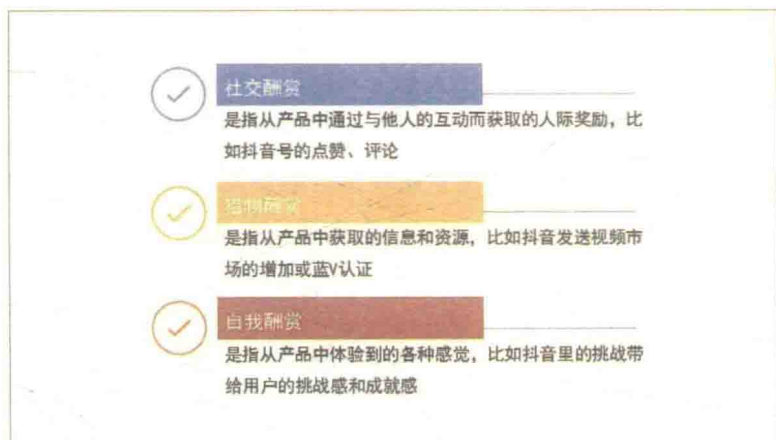 社交酬赏
是指从产品中通过与他人的互动而获取的人际奖励，比
如抖音号的点赞、评论
猎物酬赏
是指从产品中获取的信息和资源，比如抖音发送视频市
场的增加或蓝V认证
自我酬赏
是指从产品中体验到的各种感觉，比如抖音里的挑战带
给用户的挑战感和成就感